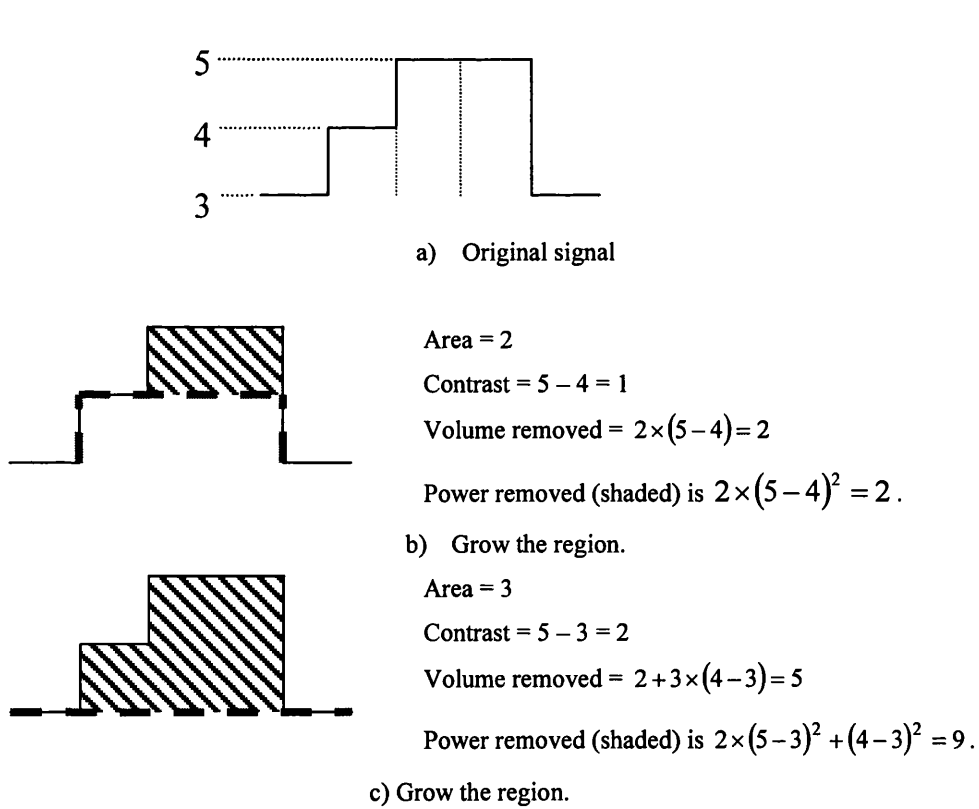 5
4
3
a) Original signal
Area = 2
Contrast = 5 – 4 = 1
Volume removed = 2×(5−4)=2
Power removed (shaded) is 2×(5−4)² = 2 .
b) Grow the region.
Area = 3
Contrast = 5 – 3 = 2
Volume removed = 2+3×(4−3)=5
Power removed (shaded) is 2×(5−3)² +(4−3)² =9 .
c) Grow the region.